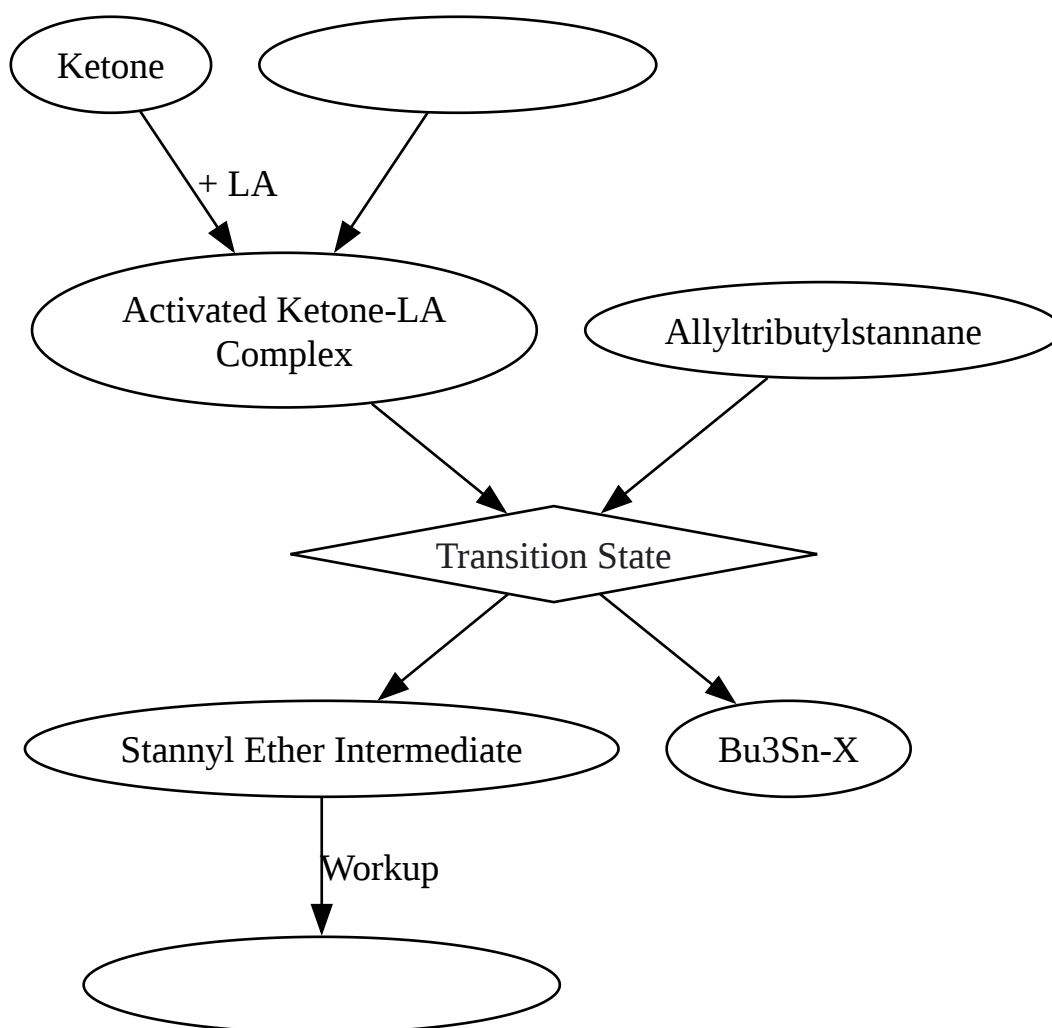 Ketone
+ LA
Activated Ketone-LA
Complex
Allyltributylstannane
Transition State
Stannyl Ether Intermediate
Bu3Sn-X
Workup